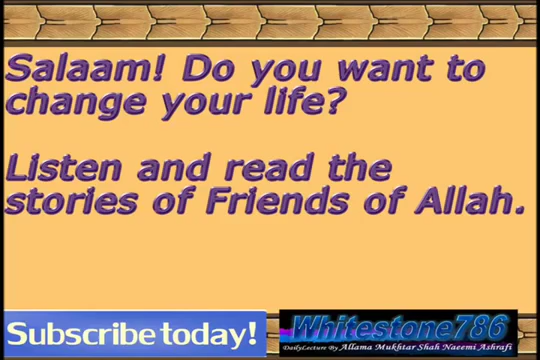 Salaam! Do you want to
change your life?
Listen and read the
stories of Friends of Allah.
Subscribe today!
Whitestone786
DailyLecture By Allama Mukhtar Shah Naeemi Ashrafi